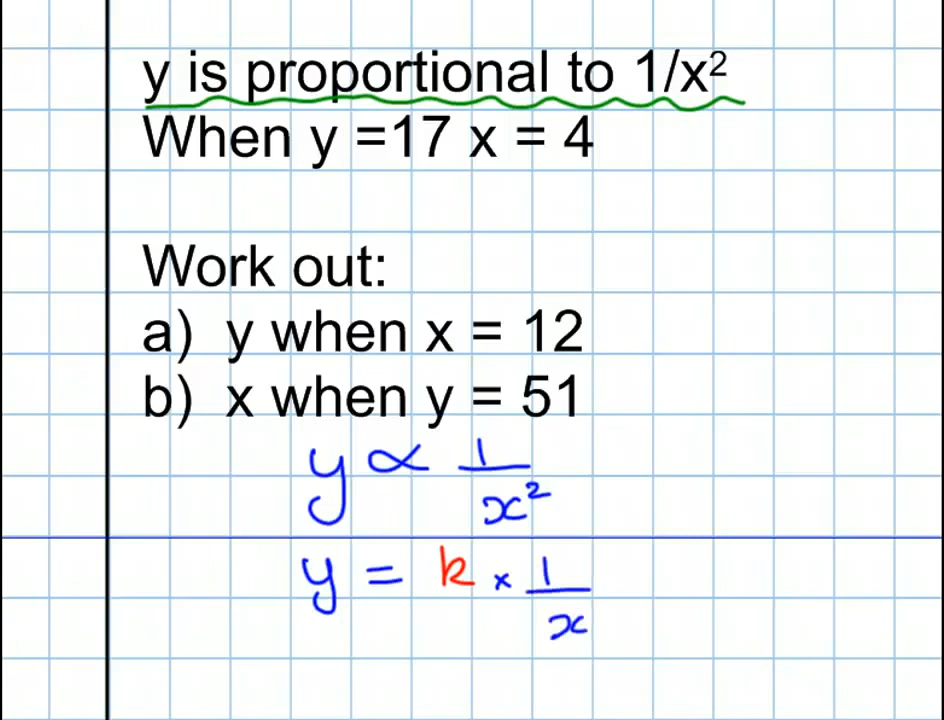 y is proportional to 1/x²
When y =17 x = 4
Work out:
a) y when x = 12
b) x when y = 51
y ∝ 1/x²
y = k × 1/x